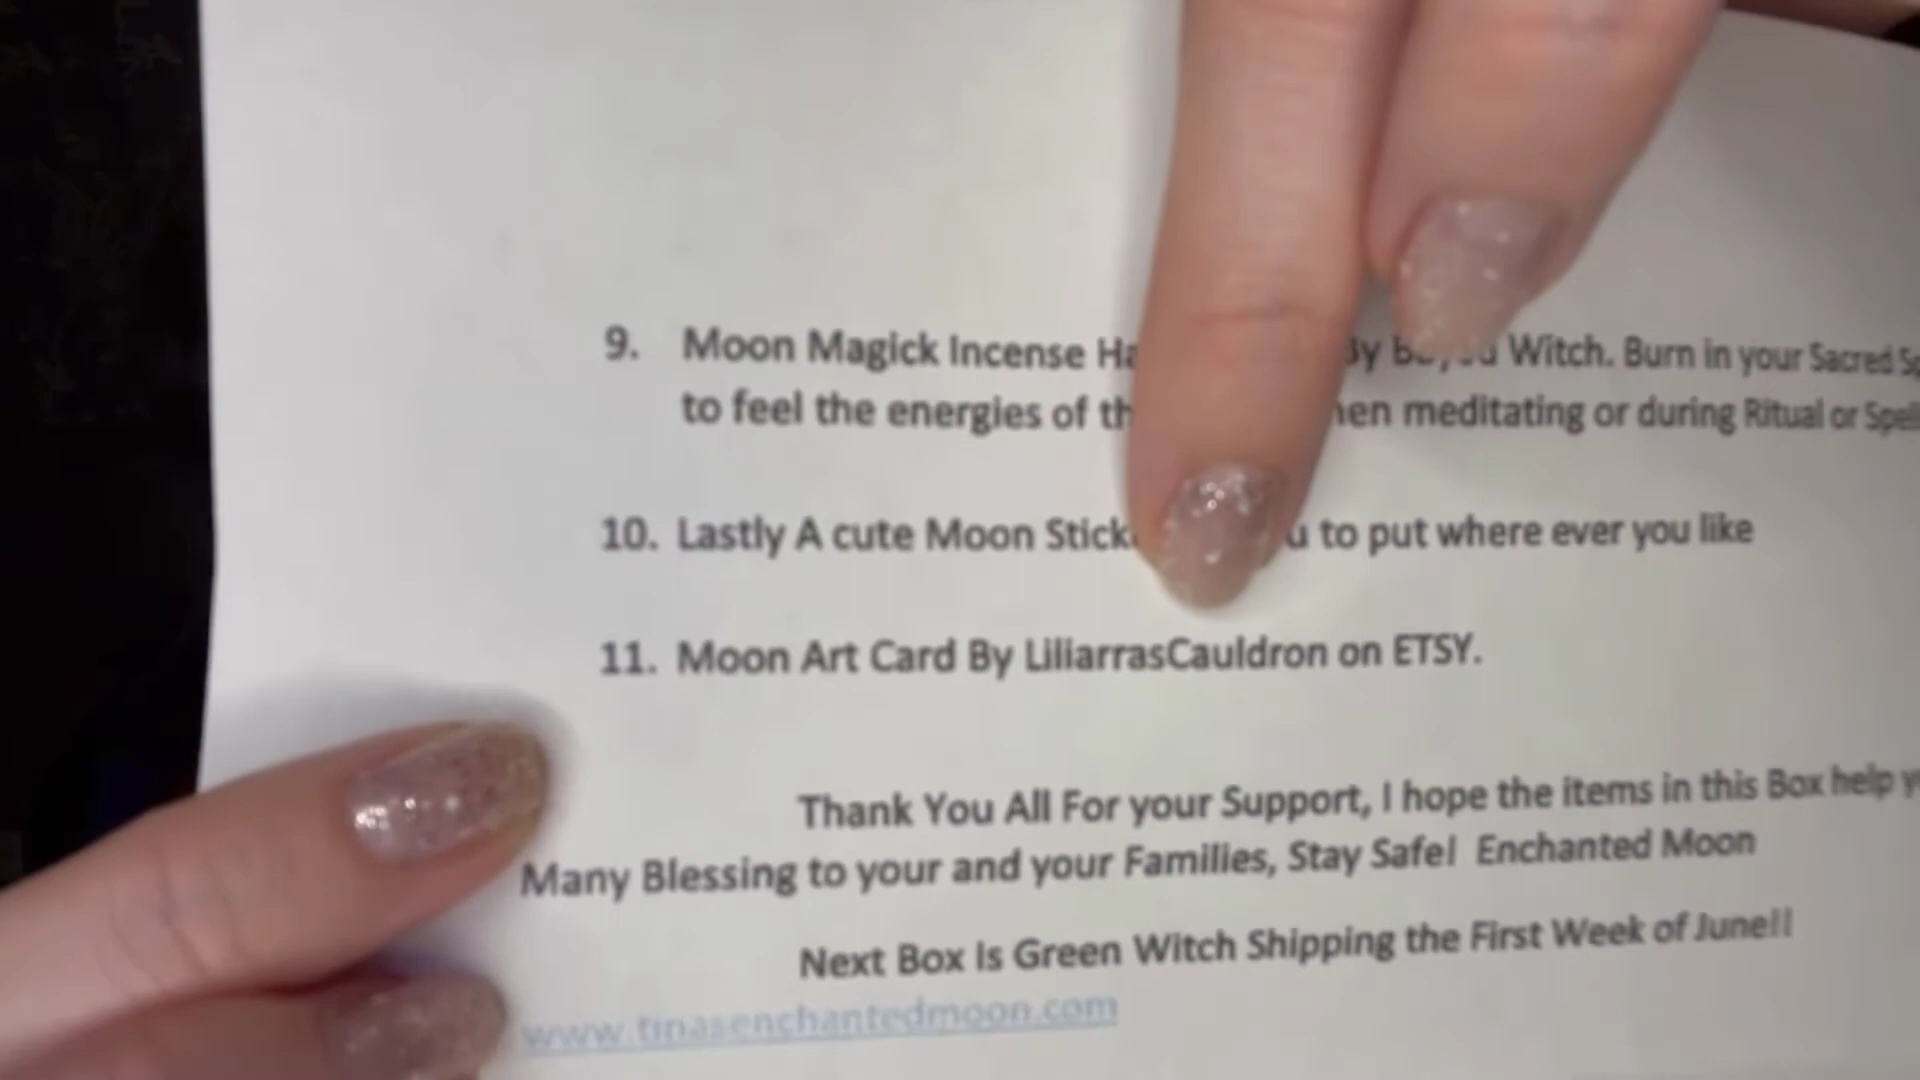 9. Moon Magick Incense Ha By Witch. Burn in your Sacred
to feel the energies of meditating or during Ritual or
10. Lastly A cute Moon to put where ever you like
11. Moon Art Card By LiliarrasCauldron on ETSY.
Thank You All For your Support, I hope the items in this Box help
Many Blessing to your and your Families, Stay Safe! Enchanted Moon
Next Box Is Green Witch Shipping the First Week of June!!
www.tinasenchantedmoon.com